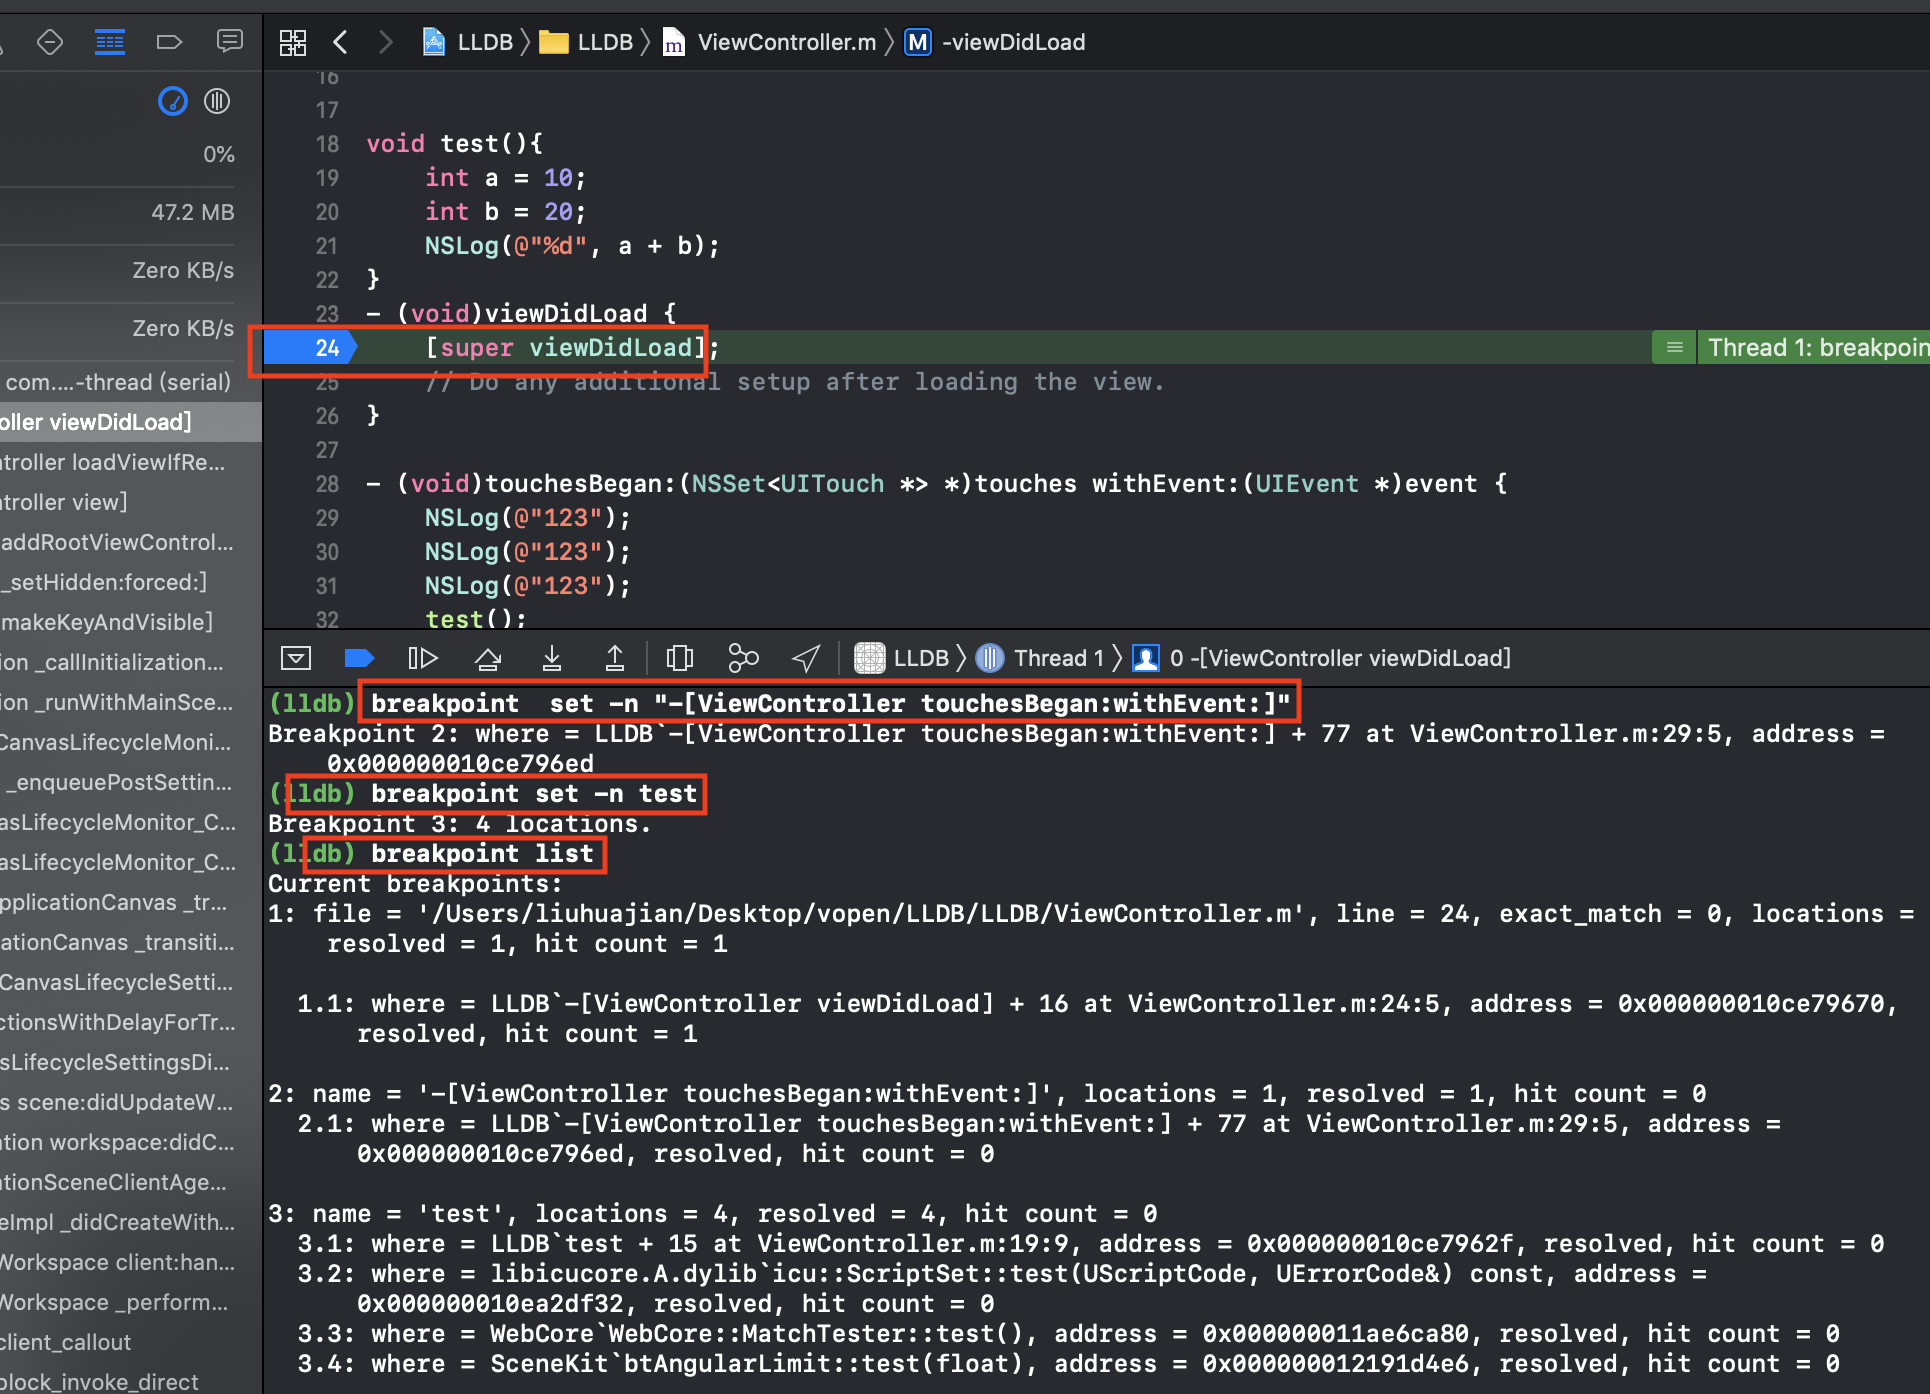 LLDB LLDB ViewController.m M -viewDidLoad
0%
47.2 MB
Zero KB/s
Zero KB/s
com....-thread (serial)
oller viewDidLoad]
troller loadViewIfRe...
troller view]
addRootViewControl...
_setHidden:forced:]
makeKeyAndVisible]
ion _callInitialization...
ion _runWithMainSce...
CanvasLifecycleMoni...
_enqueuePostSettin...
asLifecycleMonitor_C...
asLifecycleMonitor_C...
pplicationCanvas _tr...
ationCanvas _transiti...
CanvasLifecycleSetti...
ctionsWithDelayForTr...
sLifecycleSettingsDi...
s scene:didUpdateW...
ation workspace:didC...
ationSceneClientAge...
eImpl _didCreateWith...
Workspace client:han...
Workspace _perform...
client_callout
block_invoke_direct
16
17
18 void test(){
19 int a = 10;
20 int b = 20;
21 NSLog(@"%d", a + b);
22 }
23 - (void)viewDidLoad {
24 [super viewDidLoad]; Thread 1: breakpoin
25 // Do any additional setup after loading the view.
26 }
27
28 - (void)touchesBegan:(NSSet<UITouch *> *)touches withEvent:(UIEvent *)event {
29 NSLog(@"123");
30 NSLog(@"123");
31 NSLog(@"123");
32 test();
LLDB Thread 1 0 -[ViewController viewDidLoad]
(lldb) breakpoint  set -n "-[ViewController touchesBegan:withEvent:]"
Breakpoint 2: where = LLDB`-[ViewController touchesBegan:withEvent:] + 77 at ViewController.m:29:5, address =
0x000000010ce796ed
(lldb) breakpoint set -n test
Breakpoint 3: 4 locations.
(lldb) breakpoint list
Current breakpoints:
1: file = '/Users/liuhuajian/Desktop/vopen/LLDB/LLDB/ViewController.m', line = 24, exact_match = 0, locations =
resolved = 1, hit count = 1
1.1: where = LLDB`-[ViewController viewDidLoad] + 16 at ViewController.m:24:5, address = 0x000000010ce79670,
resolved, hit count = 1
2: name = '-[ViewController touchesBegan:withEvent:]', locations = 1, resolved = 1, hit count = 0
2.1: where = LLDB`-[ViewController touchesBegan:withEvent:] + 77 at ViewController.m:29:5, address =
0x000000010ce796ed, resolved, hit count = 0
3: name = 'test', locations = 4, resolved = 4, hit count = 0
3.1: where = LLDB`test + 15 at ViewController.m:19:9, address = 0x000000010ce7962f, resolved, hit count = 0
3.2: where = libicucore.A.dylib`icu::ScriptSet::test(UScriptCode, UErrorCode&) const, address =
0x000000010ea2df32, resolved, hit count = 0
3.3: where = WebCore`WebCore::MatchTester::test(), address = 0x000000011ae6ca80, resolved, hit count = 0
3.4: where = SceneKit`btAngularLimit::test(float), address = 0x000000012191d4e6, resolved, hit count = 0